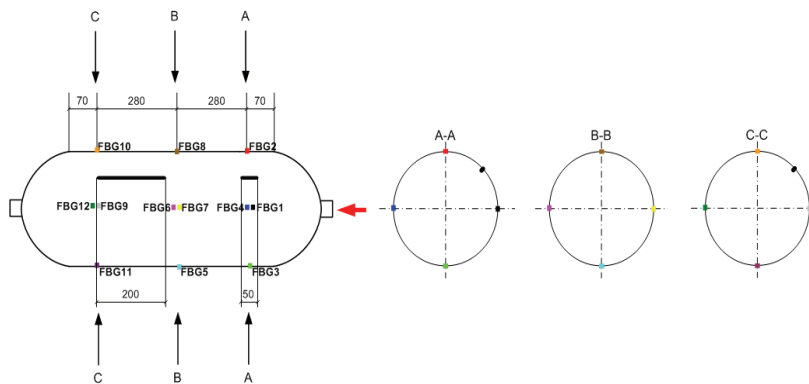 C B A
70 280 280 70
FBG10 FBG8 FBG2
FBG12 FBG9 FBG6 FBG7 FBG4 FBG1
FBG11 FBG5 FBG3
200 50
C B A
A-A B-B C-C